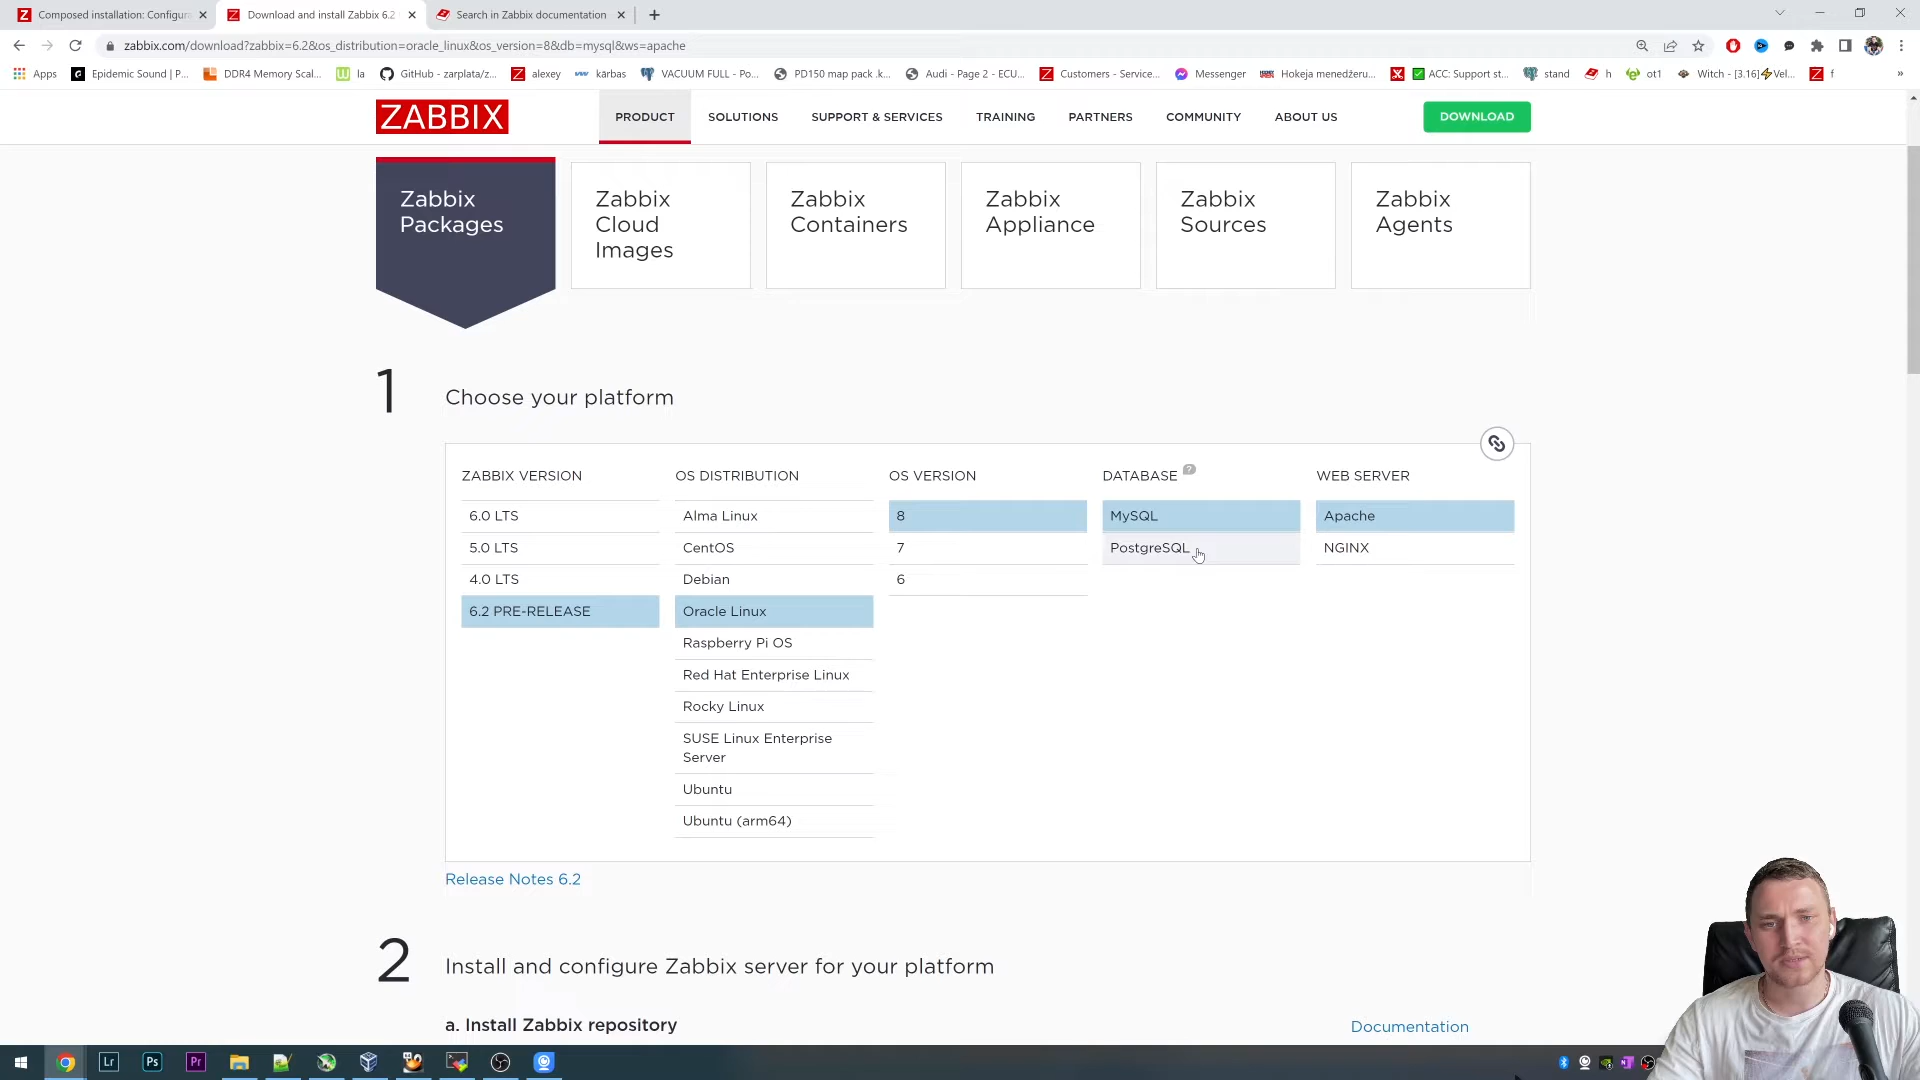 Composed installation: Configura
Download and install Zabbix 6.2
Search in Zabbix documentation
zabbix.com/download?zabbix=6.2&os_distribution=oracle_linux&os_version=8&db=mysql&ws=apache
Apps
Epidemic Sound | P...
DDR4 Memory Scal...
la
GitHub - zarplata/z...
alexey
kārbas
VACUUM FULL - Po...
PD150 map pack .k...
Audi - Page 2 - ECU...
Customers - Service...
Messenger
Hokeja menedžeru...
ACC: Support st...
stand
h
ot1
Witch - [3.16]⚡Vel...
f
»
ZABBIX
PRODUCT
SOLUTIONS
SUPPORT & SERVICES
TRAINING
PARTNERS
COMMUNITY
ABOUT US
DOWNLOAD
Zabbix
Packages
Zabbix
Cloud
Images
Zabbix
Containers
Zabbix
Appliance
Zabbix
Sources
Zabbix
Agents
1
Choose your platform
ZABBIX VERSION
6.0 LTS
5.0 LTS
4.0 LTS
6.2 PRE-RELEASE
OS DISTRIBUTION
Alma Linux
CentOS
Debian
Oracle Linux
Raspberry Pi OS
Red Hat Enterprise Linux
Rocky Linux
SUSE Linux Enterprise
Server
Ubuntu
Ubuntu (arm64)
OS VERSION
8
7
6
DATABASE ?
MySQL
PostgreSQL
WEB SERVER
Apache
NGINX
Release Notes 6.2
2
Install and configure Zabbix server for your platform
a. Install Zabbix repository
Documentation
Lr
Ps
Pr